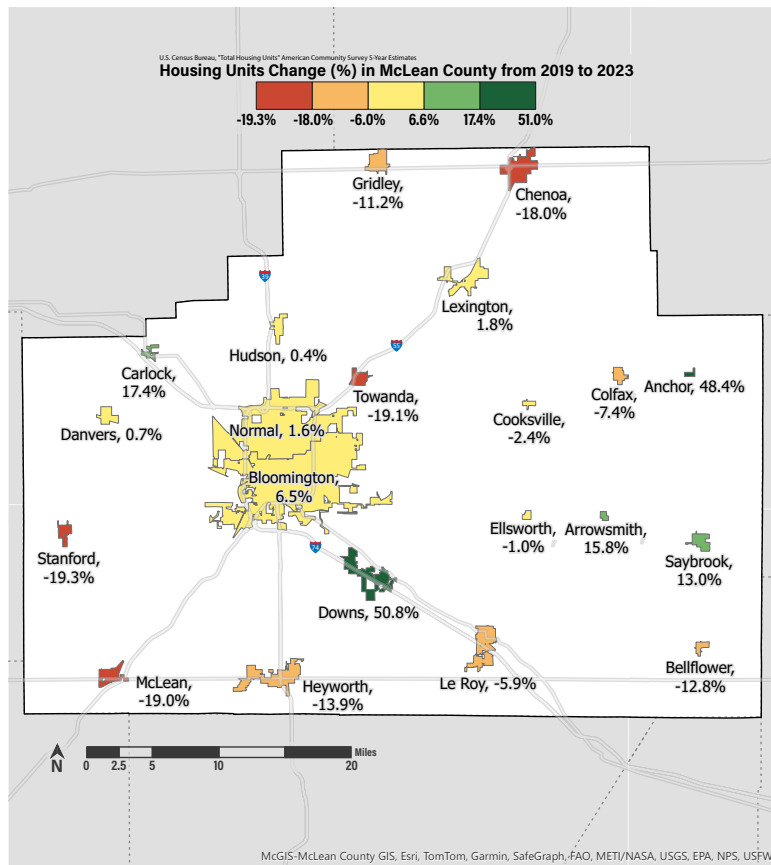 U.S. Census Bureau, "Total Housing Units" American Community Survey 5-Year Estimates
Housing Units Change (%) in McLean County from 2019 to 2023
-19.3% -18.0% -6.0% 6.6% 17.4% 51.0%
Gridley,
-11.2%
Chenoa,
-18.0%
39
Lexington,
1.8%
Hudson, 0.4%
55
Carlock,
17.4%
Towanda,
-19.1%
Colfax,
-7.4%
Anchor, 48.4%
Cooksville,
-2.4%
Danvers, 0.7%
Normal, 1.6%
Bloomington,
6.5%
Stanford,
-19.3%
74
Ellsworth,
-1.0%
Arrowsmith,
15.8%
Saybrook,
13.0%
Downs, 50.8%
McLean,
-19.0%
Heyworth,
-13.9%
Le Roy, -5.9%
Bellflower,
-12.8%
N
0 2.5 5 10 20
Miles
McGIS-McLean County GIS, Esri, TomTom, Garmin, SafeGraph, FAO, METI/NASA, USGS, EPA, NPS, USFW